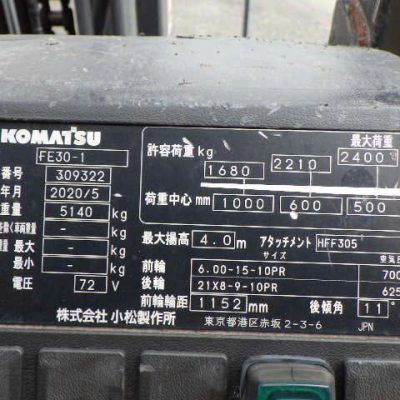 KOMATSU
FE30-1
番号 309322
年月 2020/5
重量 5140 kg
kg
最大 - kg
最小 - kg
電圧 72 V
許容荷重 kg 1680 2210
最大荷重
2400
荷重中心 mm 1000 600 500
最大揚高 4.0 m アタッチメント HFF305
サイズ
前輪 6.00-15-10PR 700
後輪 21X8-9-10PR 625
前輪輪距 1152 mm 後傾角 11°
株式会社 小松製作所 東京都港区赤坂2-3-6 JPN